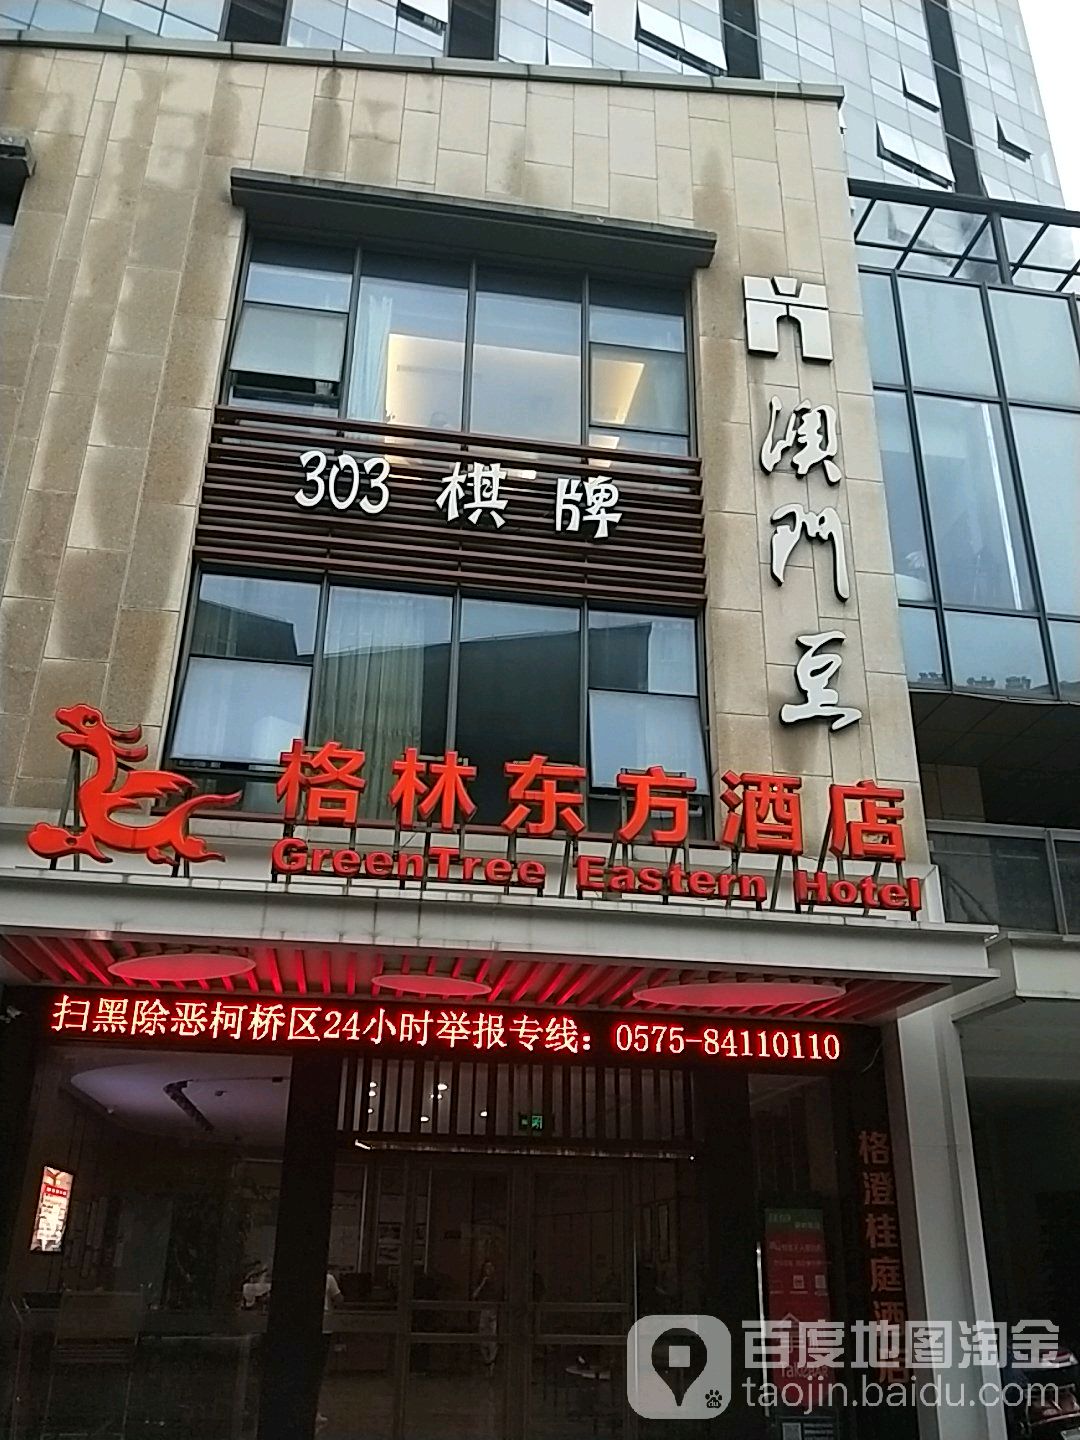 澳門豆
303 棋牌
格林东方酒店
GreenTree Eastern Hotel
扫黑除恶柯桥区24小时举报专线：0575-84110110
格澄桂庭酒店
百度地图淘金
taojin.baidu.com